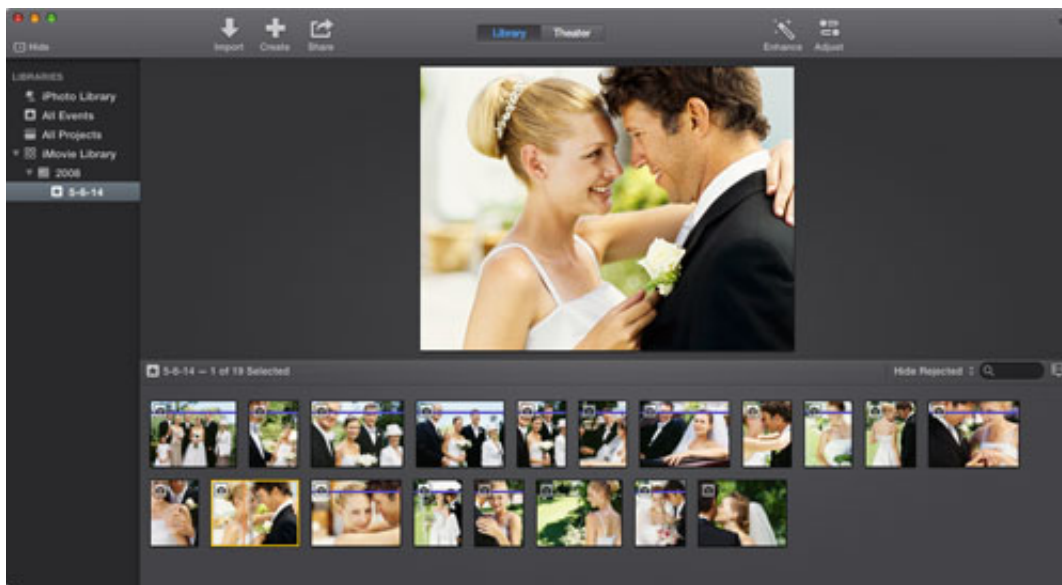 Hide
Import
Create
Share
Library
Theater
Enhance
Adjust
LIBRARIES
iPhoto Library
All Events
All Projects
iMovie Library
2008
5-6-14
5-6-14 — 1 of 19 Selected
Hide Rejected